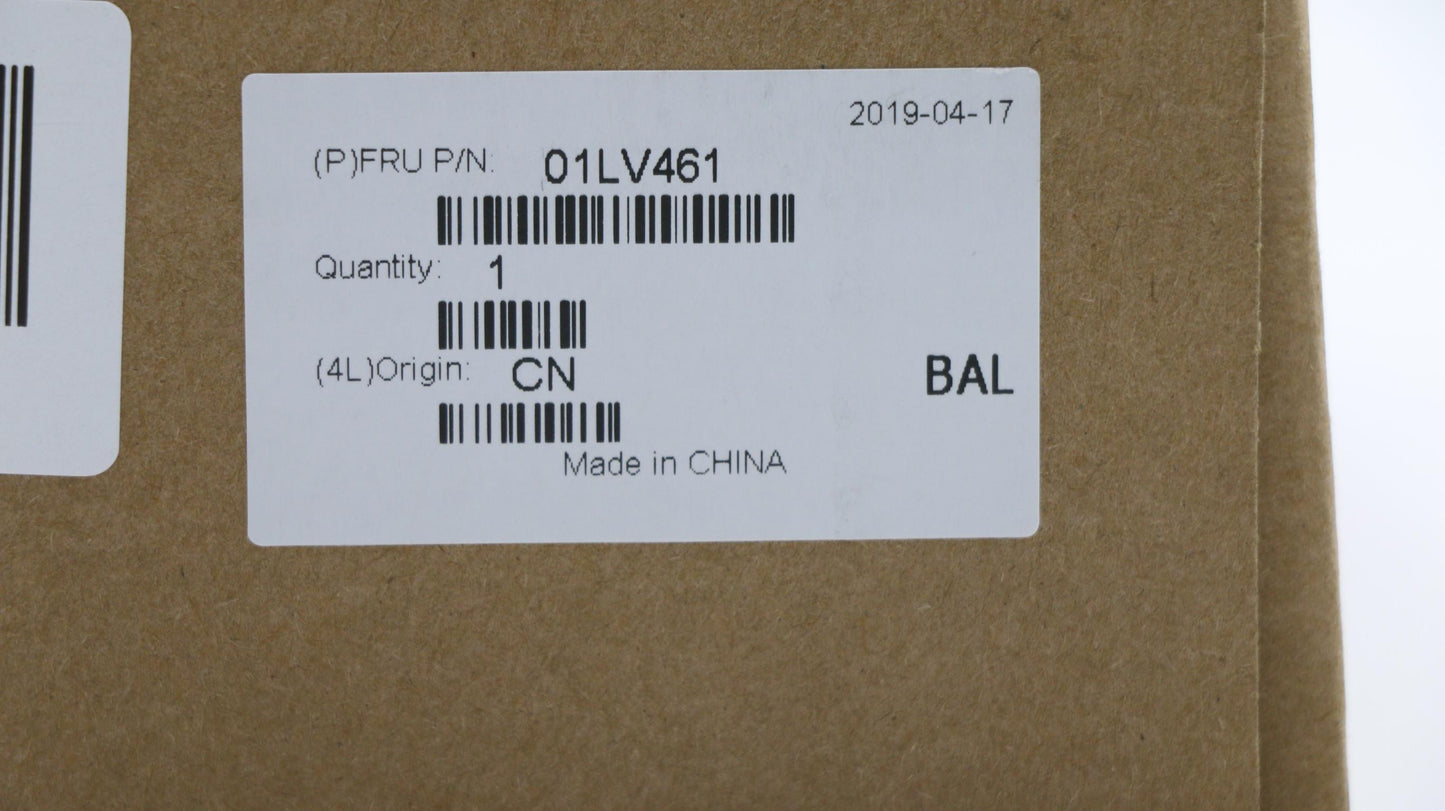 2019-04-17
(P)FRU P/N: 01LV461
Quantity: 1
(4L)Origin: CN
BAL
Made in CHINA